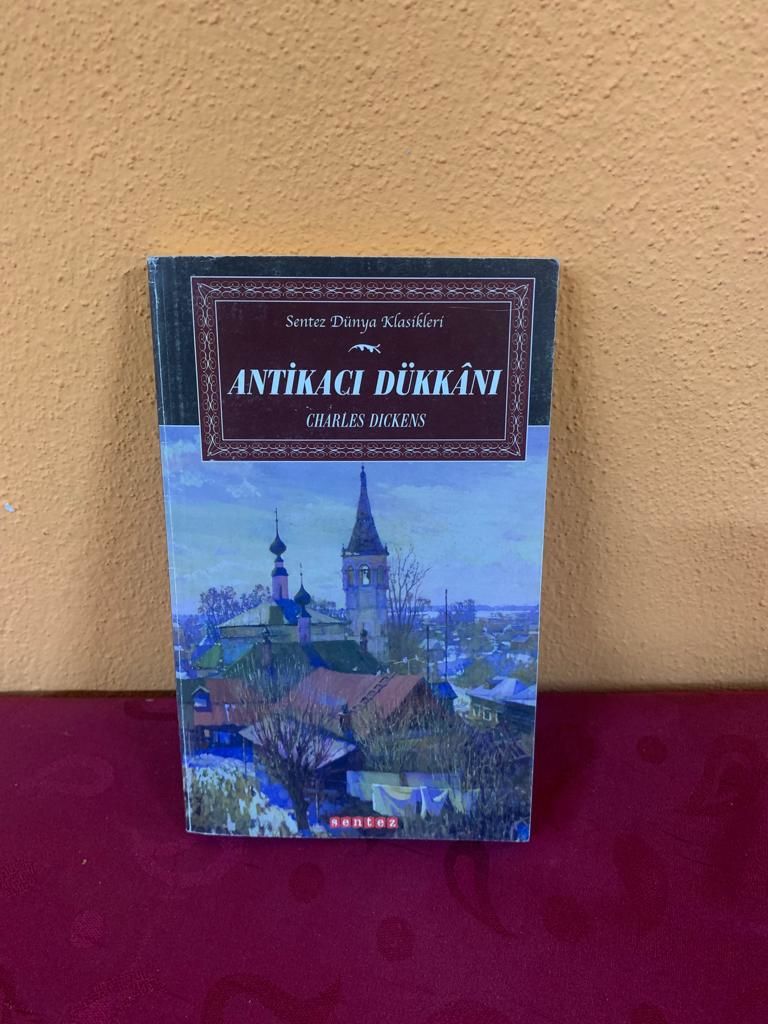 Sentez Dünya Klasikleri
ANTİKACI DÜKKÂNI
CHARLES DICKENS
sentez